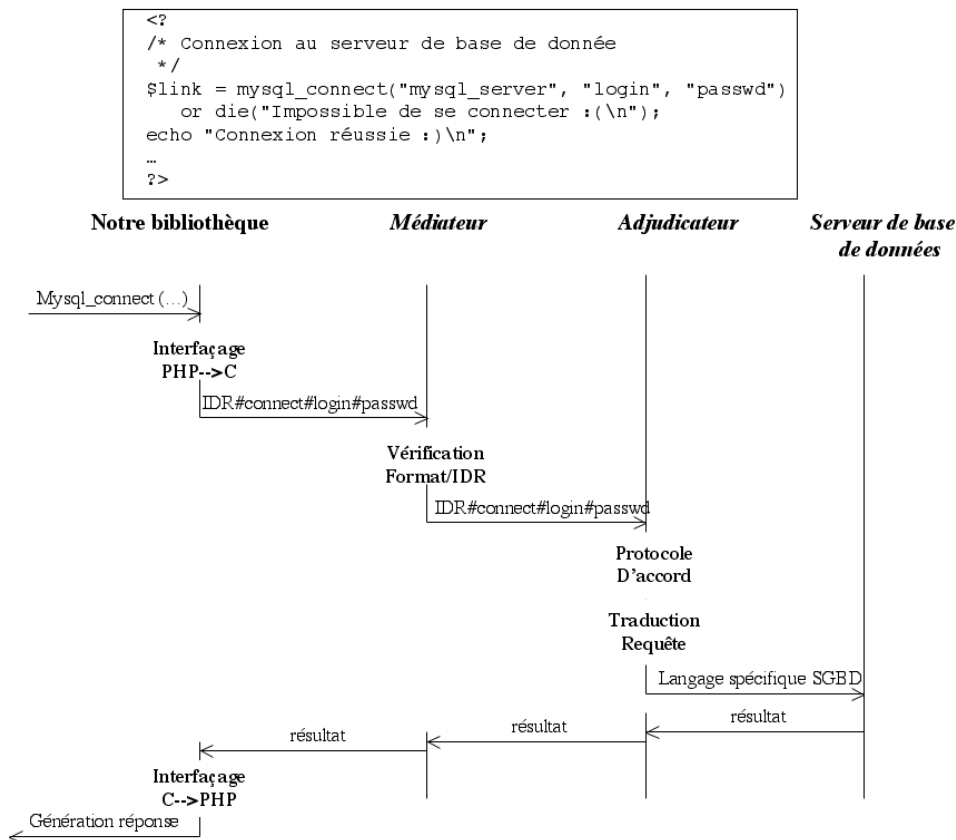 <?
/* Connexion au serveur de base de donnée
 */
$link = mysql_connect("mysql_server", "login", "passwd")
   or die("Impossible de se connecter :(\n");
echo "Connexion réussie :)\n";
…
?>
Notre bibliothèque
Médiateur
Adjudicateur
Serveur de base
de données
Mysql_connect (…)
Interfaçage
PHP-->C
IDR#connect#login#passwd
Vérification
Format/IDR
IDR#connect#login#passwd
Protocole
D'accord
Traduction
Requête
Langage spécifique SGBD
résultat
résultat
résultat
Interfaçage
C-->PHP
Génération réponse